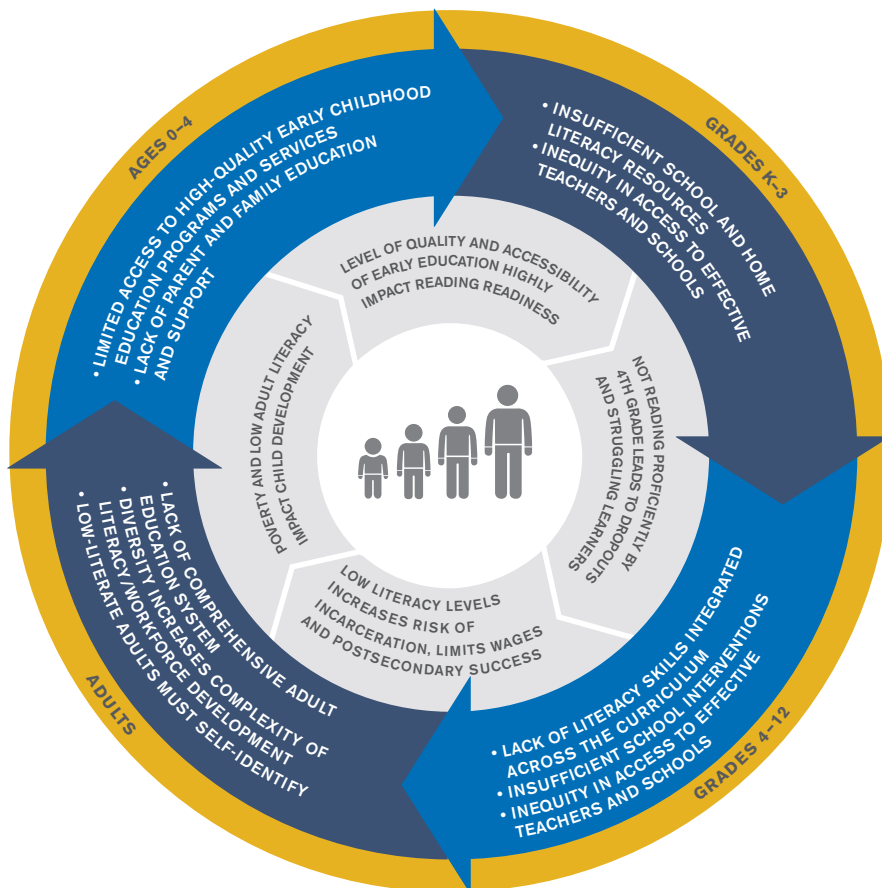 AGES 0–4
• LIMITED ACCESS TO HIGH-QUALITY EARLY CHILDHOOD
EDUCATION PROGRAMS AND SERVICES
• LACK OF PARENT AND FAMILY EDUCATION
AND SUPPORT
GRADES K–3
• INSUFFICIENT SCHOOL AND HOME
LITERACY RESOURCES
• INEQUITY IN ACCESS TO EFFECTIVE
TEACHERS AND SCHOOLS
GRADES 4–12
• LACK OF LITERACY SKILLS INTEGRATED
ACROSS THE CURRICULUM
• INSUFFICIENT SCHOOL INTERVENTIONS
• INEQUITY IN ACCESS TO EFFECTIVE
TEACHERS AND SCHOOLS
ADULTS
• LACK OF COMPREHENSIVE ADULT
EDUCATION SYSTEM
• DIVERSITY INCREASES COMPLEXITY OF
LITERACY/WORKFORCE DEVELOPMENT
• LOW-LITERATE ADULTS MUST SELF-IDENTIFY
LEVEL OF QUALITY AND ACCESSIBILITY
OF EARLY EDUCATION HIGHLY
IMPACT READING READINESS
NOT READING PROFICIENTLY BY
4TH GRADE LEADS TO DROPOUTS
AND STRUGGLING LEARNERS
LOW LITERACY LEVELS
INCREASES RISK OF
INCARCERATION, LIMITS WAGES
AND POSTSECONDARY SUCCESS
POVERTY AND LOW ADULT LITERACY
IMPACT CHILD DEVELOPMENT